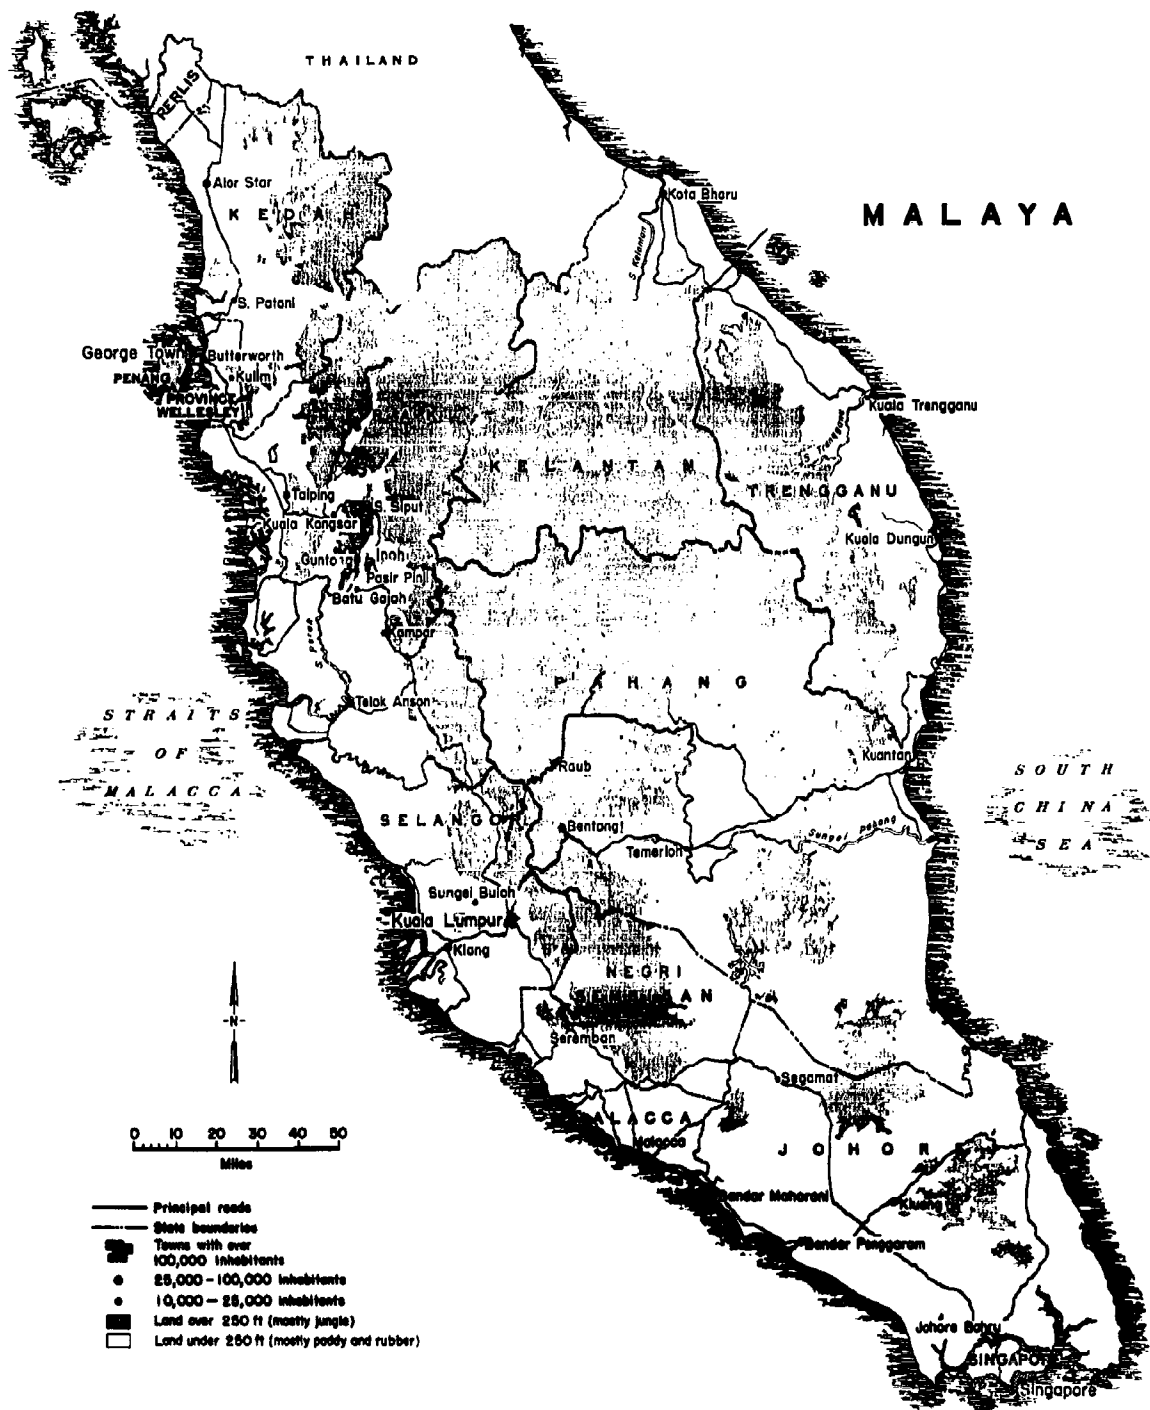 THAILAND
PERLIS
Alor Star
KEDAH
Kota Bharu
MALAYA
S. Kelantan
S. Patani
George Town
Butterworth
PENANG
Kulim
PROVINCE
WELLESLEY
Kuala Trengganu
S. Trengganu
KELANTAN
TRENGGANU
Taiping
S. Siput
Kuala Kangsar
Kuala Dungun
Guntong
Ipoh
Pasir Pinji
Batu Gajah
Kampar
S. Perak
PAHANG
Telok Anson
STRAITS
OF
MALACCA
Kuantan
Raub
SOUTH
CHINA
SEA
SELANGOR
Bentong
Sungei Pahang
Temerloh
Sungei Buloh
Kuala Lumpur
Klang
NEGRI
SEMBILAN
N
Seremban
Segamat
MALACCA
Malacca
JOHORE
0 10 20 30 40 50
Miles
Bandar Maharani
Kluang
Bandar Penggaram
Principal roads
State boundaries
Towns with over
100,000 inhabitants
25,000 - 100,000 inhabitants
10,000 - 25,000 inhabitants
Land over 250 ft (mostly jungle)
Land under 250 ft (mostly paddy and rubber)
Johore Bahru
SINGAPORE
Singapore